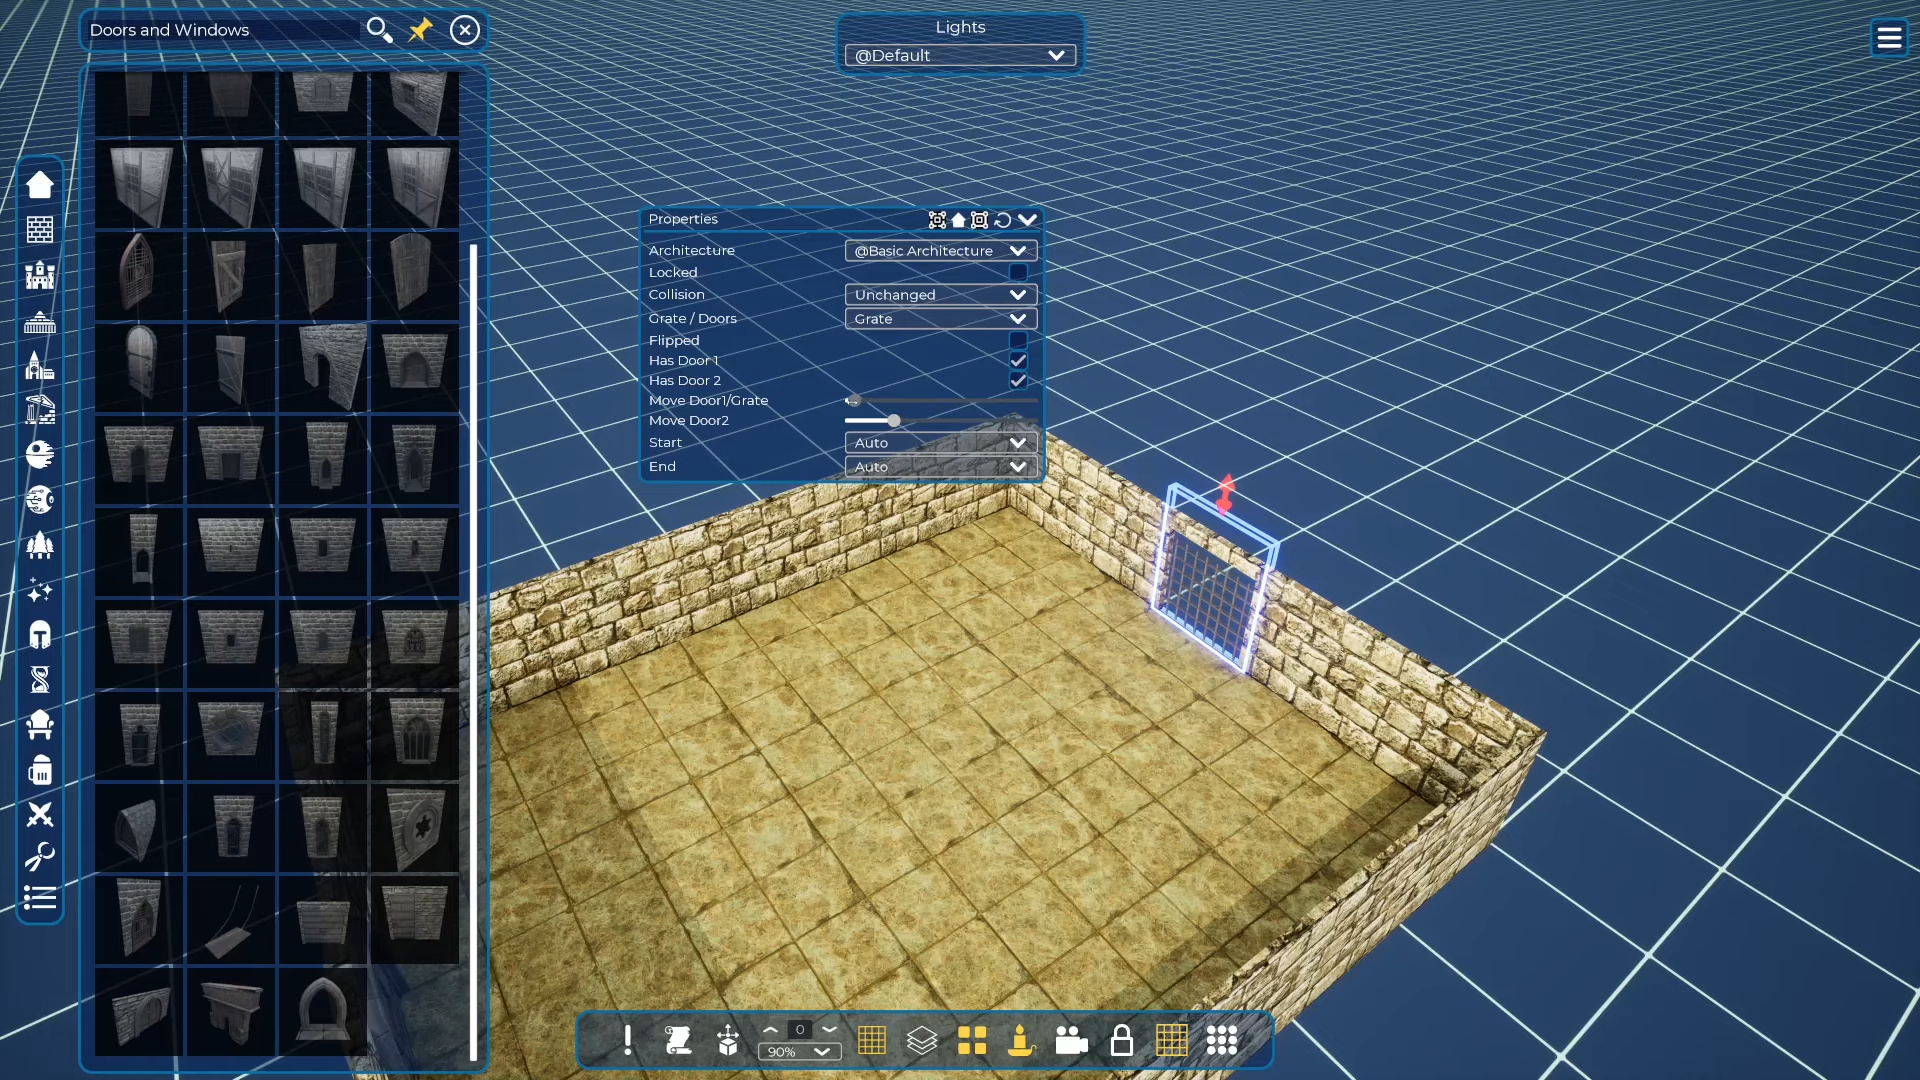 Doors and Windows
Lights
@Default
Properties
Architecture @Basic Architecture
Locked
Collision Unchanged
Grate / Doors Grate
Flipped
Has Door 1
Has Door 2
Move Door1/Grate
Move Door2
Start Auto
End Auto
0
90%